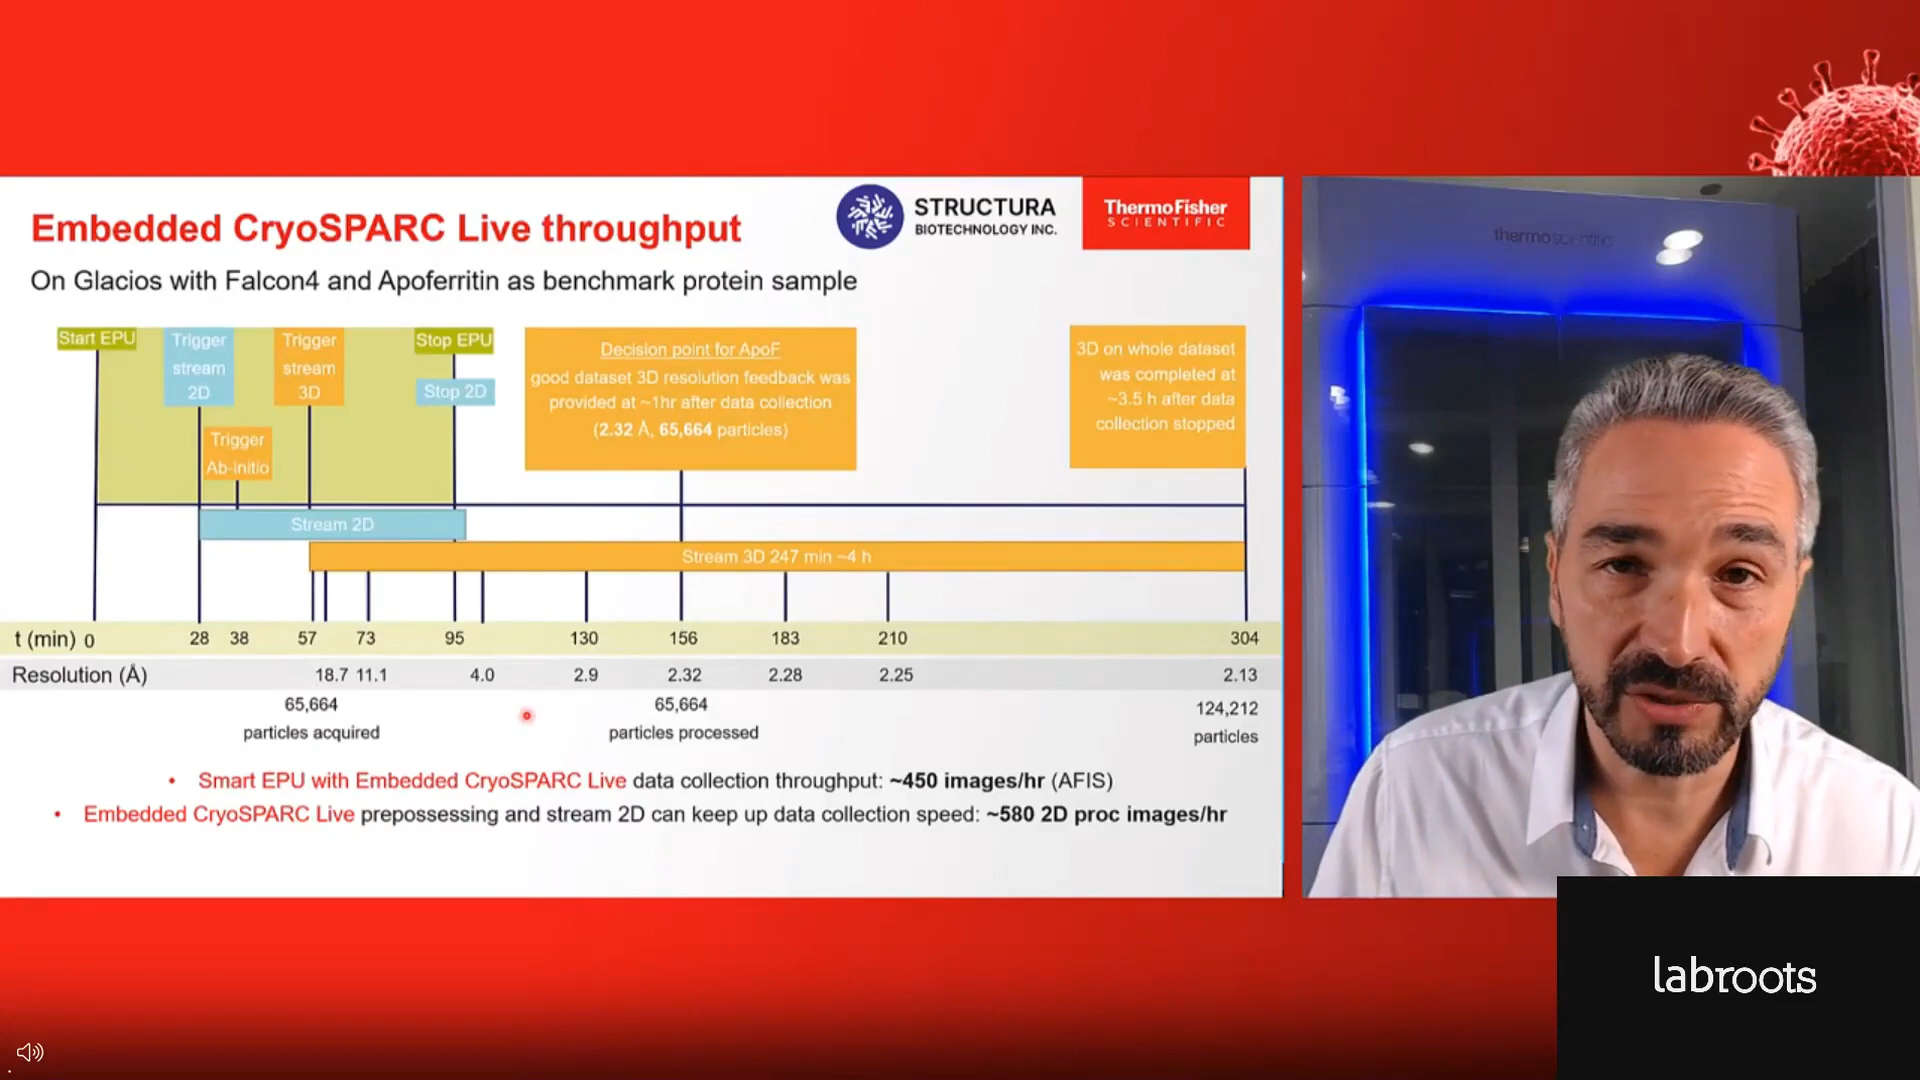 Embedded CryoSPARC Live throughput
STRUCTURA
BIOTECHNOLOGY INC.
ThermoFisher
SCIENTIFIC
thermo scientific
On Glacios with Falcon4 and Apoferritin as benchmark protein sample
Start EPU
Trigger
stream
2D
Trigger
stream
3D
Stop EPU
Stop 2D
Trigger
Ab-initio
Decision point for ApoF
good dataset 3D resolution feedback was
provided at ~1hr after data collection
(2.32 Å, 65,664 particles)
3D on whole dataset
was completed at
~3.5 h after data
collection stopped
Stream 2D
Stream 3D 247 min ~4 h
t (min) 0 28 38 57 73 95 130 156 183 210 304
Resolution (Å) 18.7 11.1 4.0 2.9 2.32 2.28 2.25 2.13
65,664
particles acquired
65,664
particles processed
124,212
particles
• Smart EPU with Embedded CryoSPARC Live data collection throughput: ~450 images/hr (AFIS)
• Embedded CryoSPARC Live prepossessing and stream 2D can keep up data collection speed: ~580 2D proc images/hr
labroots